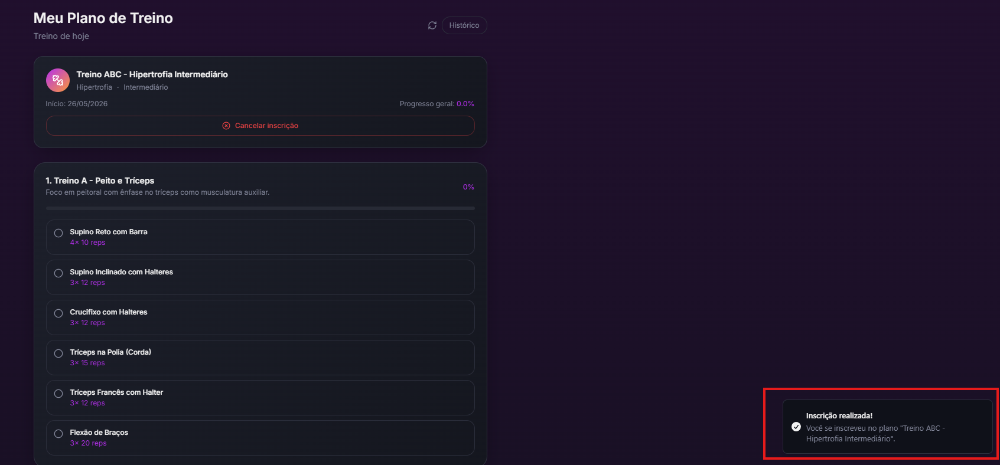 Meu Plano de Treino
Treino de hoje
Histórico
Treino ABC - Hipertrofia Intermediário
Hipertrofia · Intermediário
Início: 26/05/2026
Progresso geral: 0.0%
Cancelar inscrição
1. Treino A - Peito e Tríceps
Foco em peitoral com ênfase no tríceps como musculatura auxiliar.
0%
Supino Reto com Barra
4× 10 reps
Supino Inclinado com Halteres
3× 12 reps
Crucifixo com Halteres
3× 12 reps
Tríceps na Polia (Corda)
3× 15 reps
Tríceps Francês com Halter
3× 12 reps
Flexão de Braços
3× 20 reps
Inscrição realizada!
Você se inscreveu no plano "Treino ABC -
Hipertrofia Intermediário".